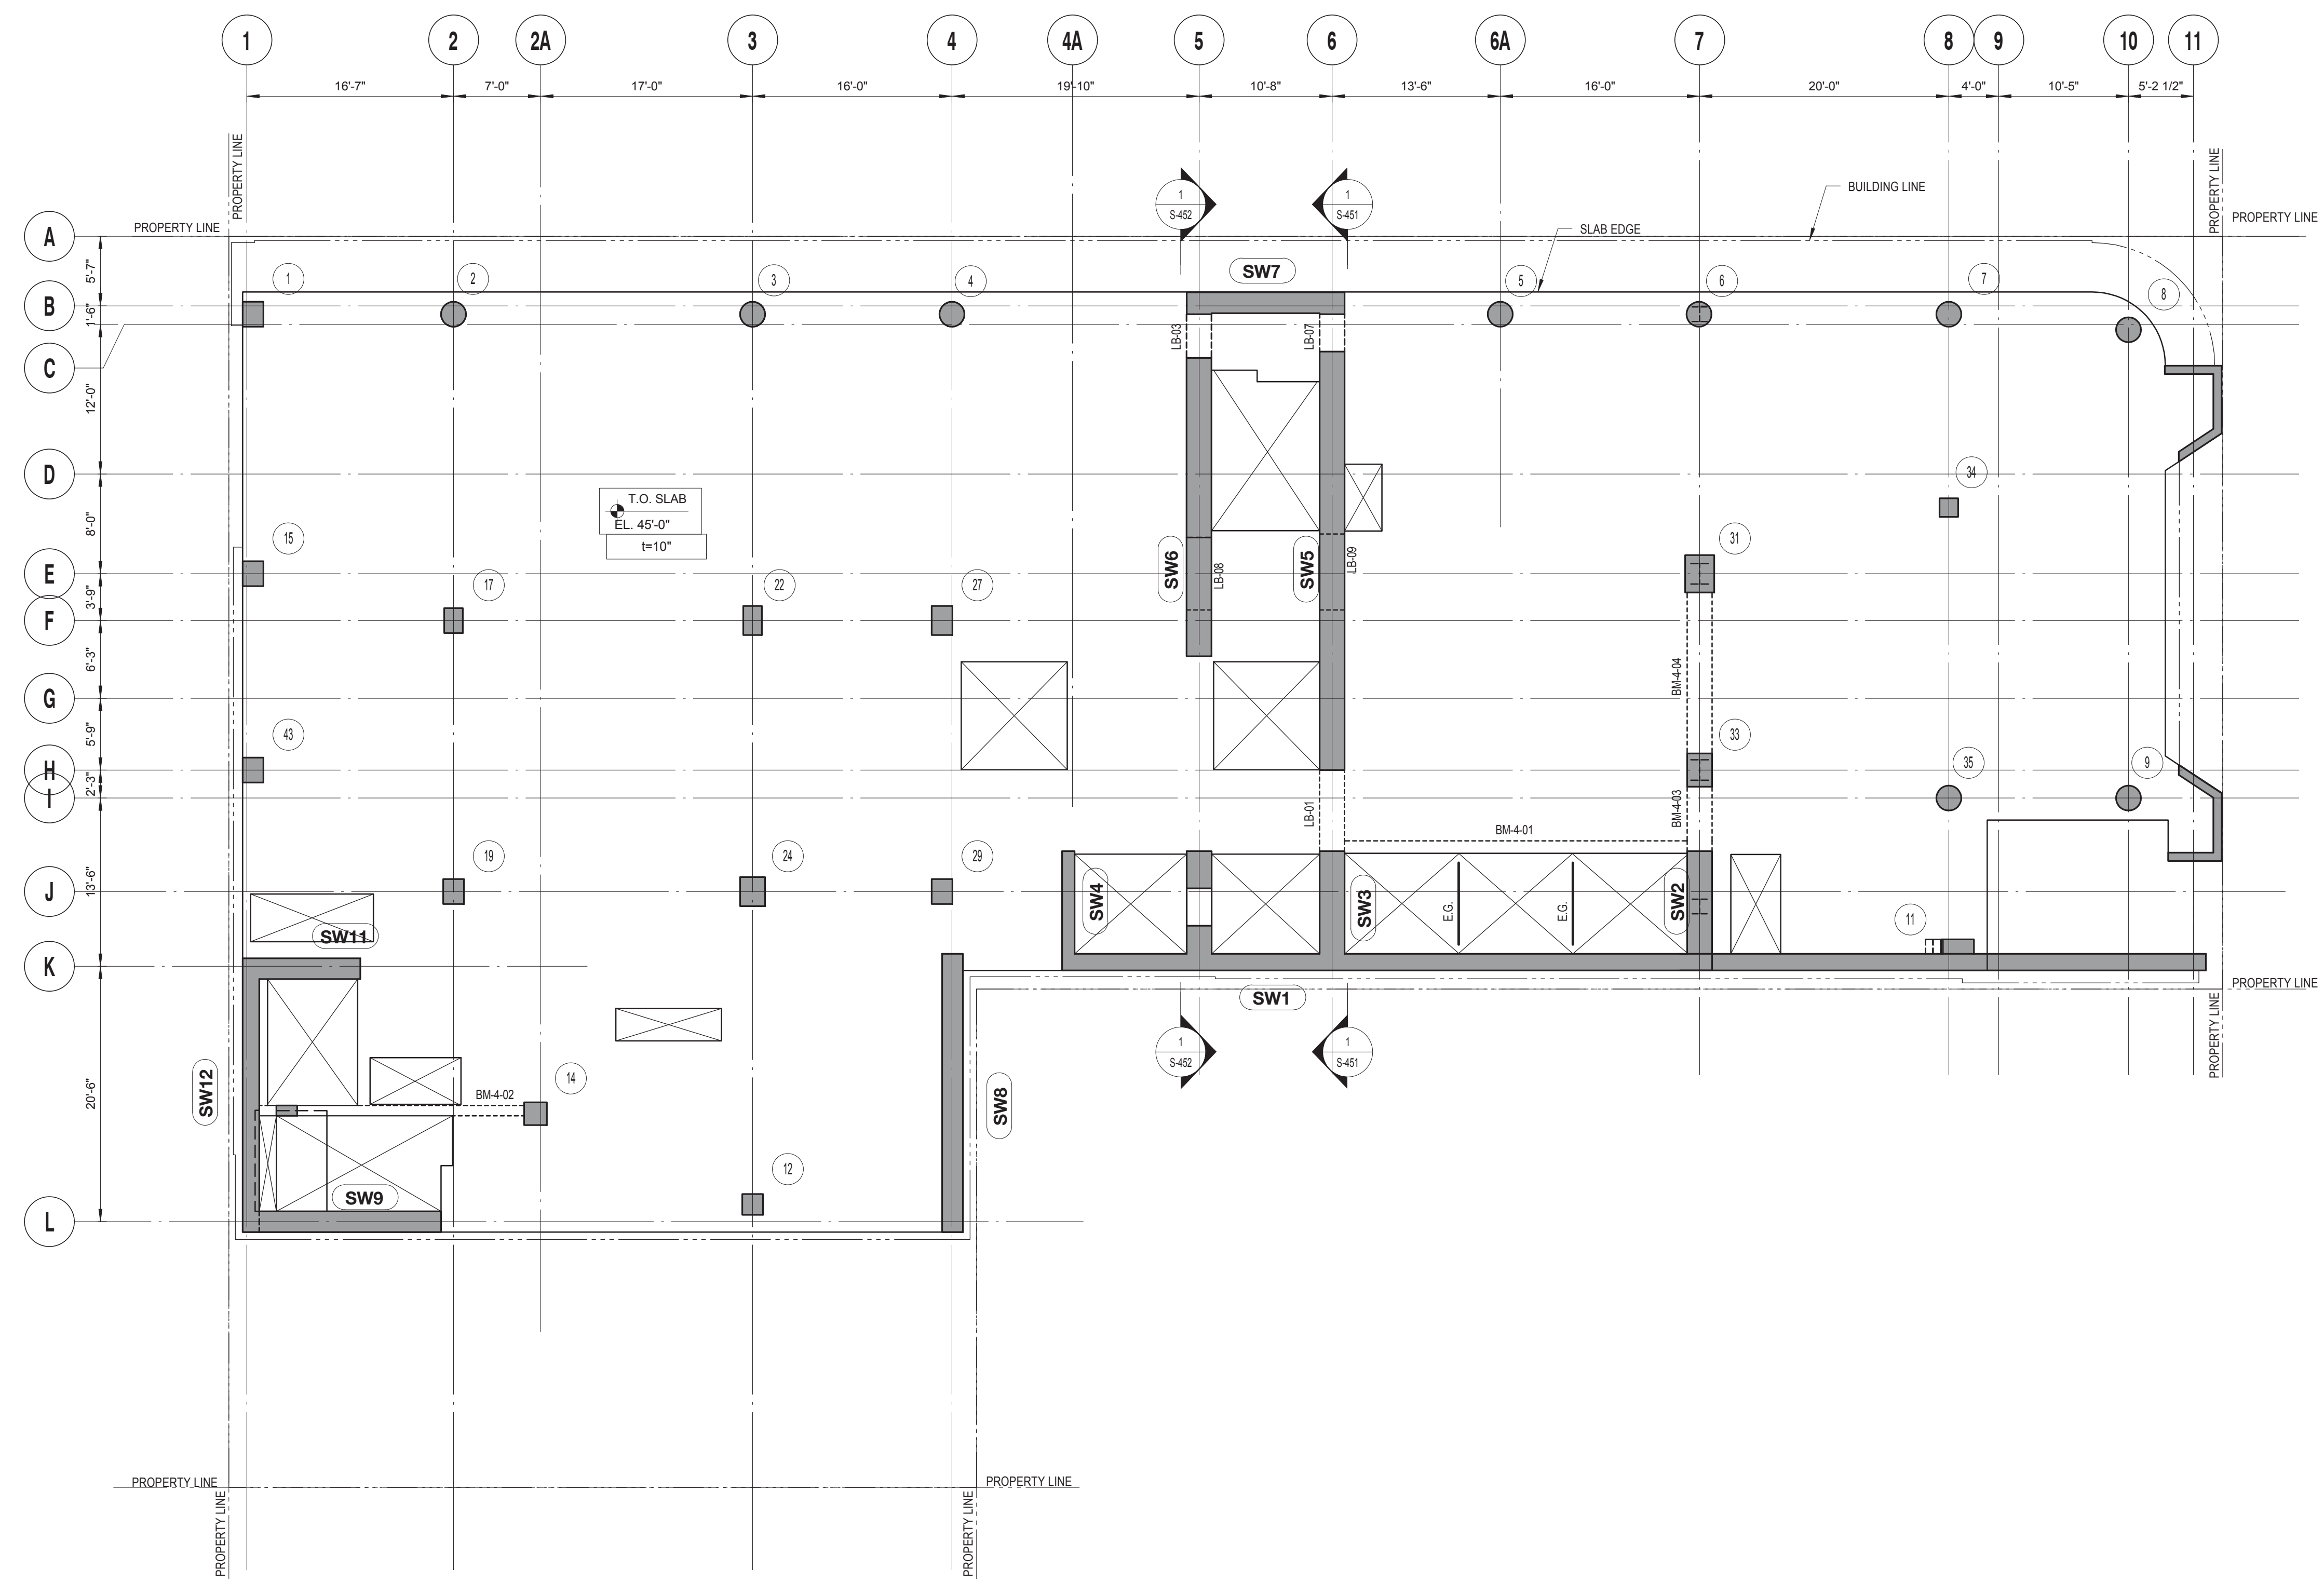 1 2 2A 3 4 4A 5 6 6A 7 8 9 10 11
16'-7" 7'-0" 17'-0" 16'-0" 19'-10" 10'-8" 13'-6" 16'-0" 20'-0" 4'-0" 10'-5" 5'-2 1/2"
PROPERTY LINE
PROPERTY LINE
PROPERTY LINE
PROPERTY LINE
BUILDING LINE
SLAB EDGE
1
S-452
1
S-451
A
5'-7"
B
1'-6"
C
12'-0"
D
8'-0"
E
3'-9"
F
6'-3"
G
5'-9"
H
2'-3"
I
13'-6"
J
K
20'-6"
L
1
2
3
4
SW7
5
6
7
8
LB-03
LB-07
T.O. SLAB
EL. 45'-0"
t=10"
34
15
SW6
LB-08
SW5
LB-09
31
17
22
27
BM-4-04
43
33
35
9
LB-01
BM-4-03
BM-4-01
19
24
29
SW4
SW3
E.G.
E.G.
SW2
11
SW11
PROPERTY LINE
PROPERTY LINE
SW1
1
S-452
1
S-451
SW12
BM-4-02
14
SW8
12
SW9
PROPERTY LINE
PROPERTY LINE
PROPERTY LINE
PROPERTY LINE